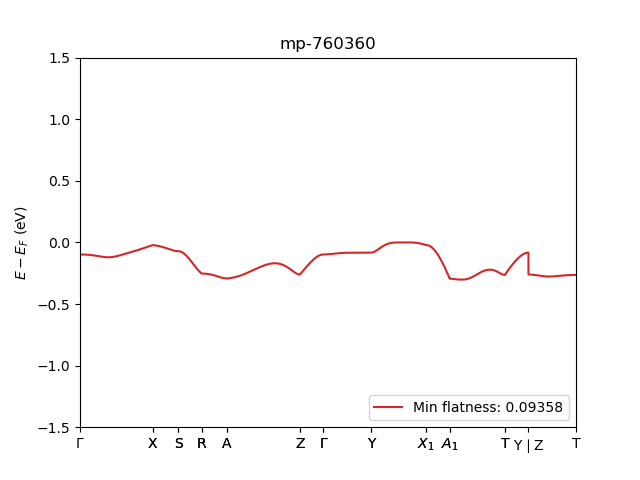 mp-760360
E − E_F (eV)
1.5
1.0
0.5
0.0
−0.5
−1.0
−1.5
Min flatness: 0.09358
Γ X S R A Z Γ Y X₁ A₁ T Y | Z T